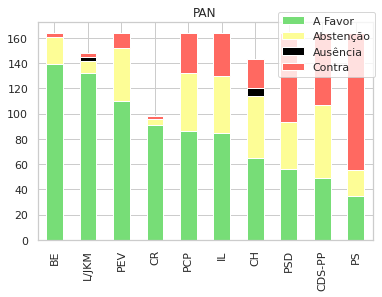 PAN
A Favor
Abstenção
Ausência
Contra
160
140
120
100
80
60
40
20
0
BE
L/JKM
PEV
CR
PCP
IL
CH
PSD
CDS-PP
PS